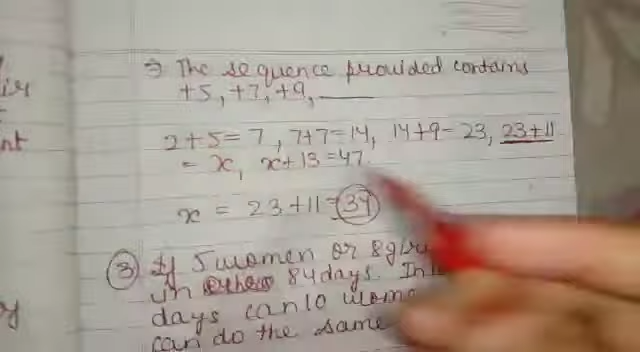 ⇒ The sequence provided contains
+5, +7, +9, ___
2+5=7, 7+7=14, 14+9=23, 23+11
= x, x+13=47.
x = 23+11=34
③ If 5 women or 8
in 84 days. In
days can 10
can do the same